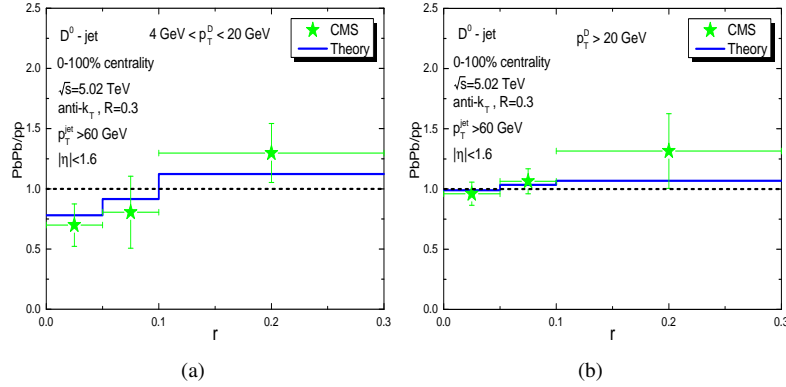 D⁰ - jet
4 GeV < p_T^D < 20 GeV
CMS
Theory
0-100% centrality
√s=5.02 TeV
anti-k_T , R=0.3
p_T^jet >60 GeV
|η|<1.6
PbPb/pp
2.5
2.0
1.5
1.0
0.5
0.0
0.0
0.1
0.2
0.3
r
(a)
D⁰ - jet
p_T^D > 20 GeV
CMS
Theory
0-100% centrality
√s=5.02 TeV
anti-k_T , R=0.3
p_T^jet >60 GeV
|η|<1.6
PbPb/pp
2.5
2.0
1.5
1.0
0.5
0.0
0.0
0.1
0.2
0.3
r
(b)